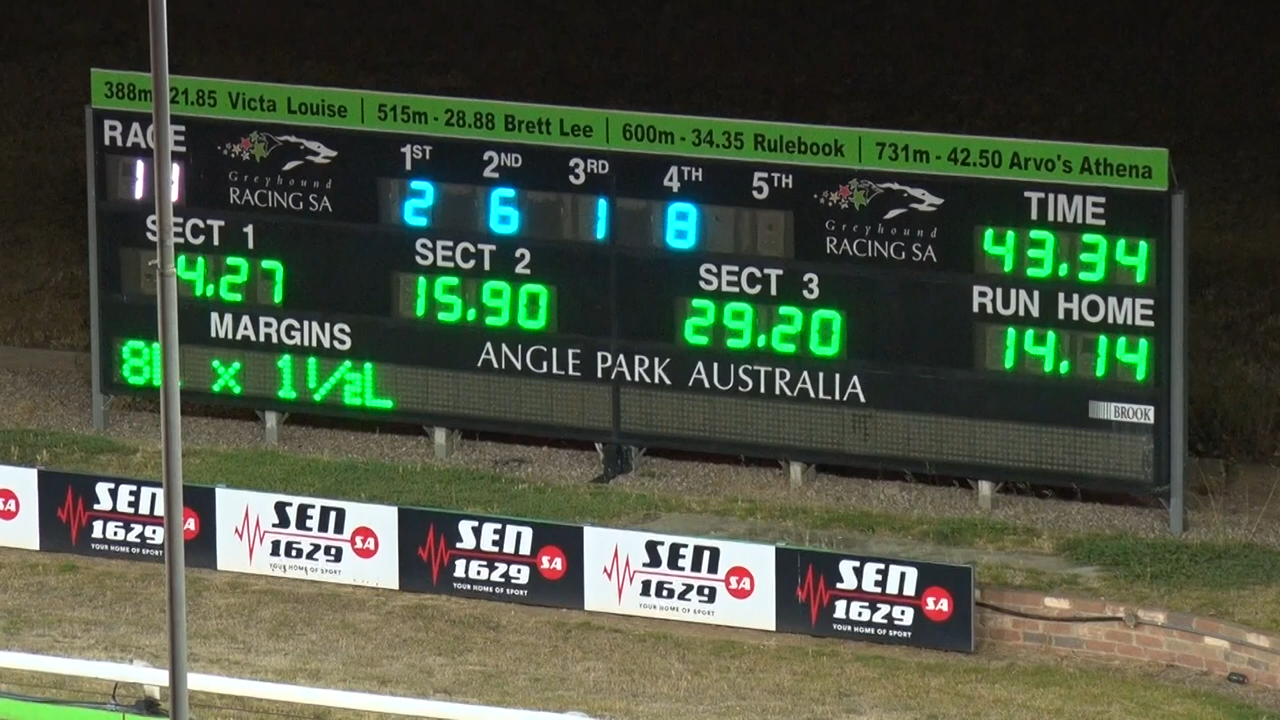 388m 21.85 Victa Louise | 515m - 28.88 Brett Lee | 600m - 34.35 Rulebook | 731m - 42.50 Arvo's Athena
RACE
11
Greyhound
RACING SA
1ST 2ND 3RD 4TH 5TH
2 6 1 8
Greyhound
RACING SA
TIME
43.34
SECT 1
4.27
SECT 2
15.90
SECT 3
29.20
RUN HOME
14.14
MARGINS
8L x 1½L
ANGLE PARK AUSTRALIA
BROOK
SA
SEN
1629
YOUR HOME OF SPORT
SEN
1629
SA
YOUR HOME OF SPORT
SEN
1629
SA
YOUR HOME OF SPORT
SEN
1629
SA
YOUR HOME OF SPORT
SEN
1629
SA
YOUR HOME OF SPORT